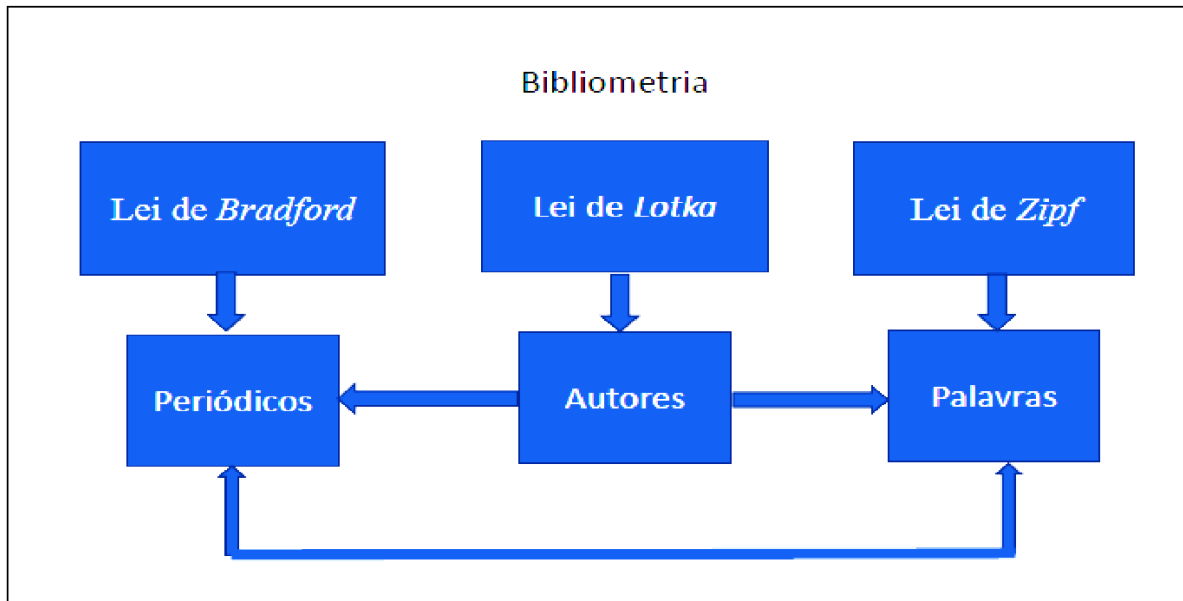 Bibliometria
Lei de Bradford
Lei de Lotka
Lei de Zipf
Periódicos
Autores
Palavras